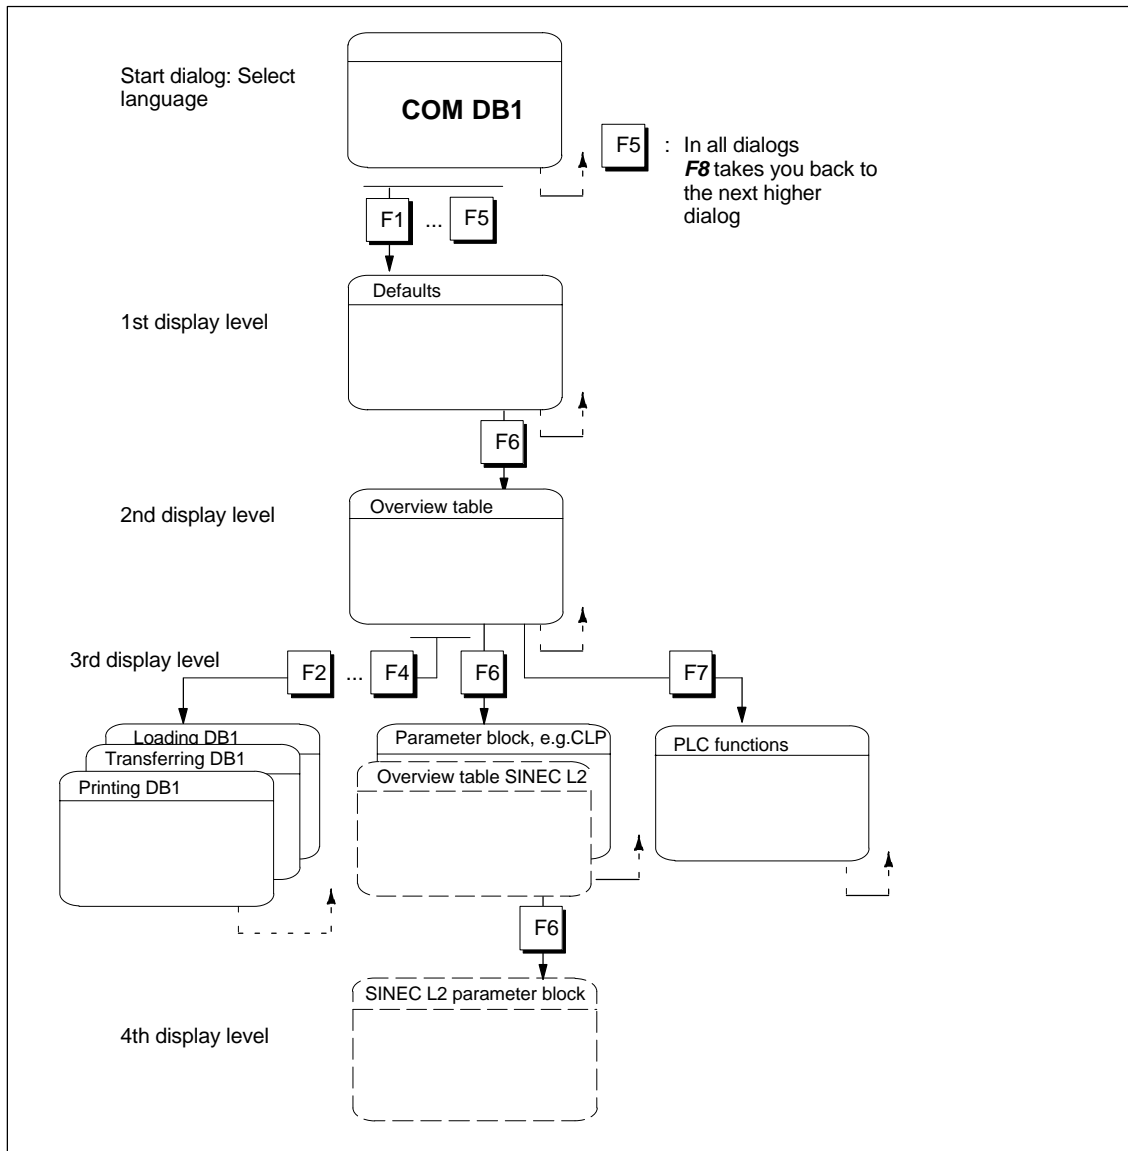 Start dialog: Select
language
COM DB1
F5 : In all dialogs
F8 takes you back to
the next higher
dialog
F1 ... F5
Defaults
1st display level
F6
Overview table
2nd display level
3rd display level
F2 ... F4
F6
F7
Loading DB1
Transferring DB1
Printing DB1
Parameter block, e.g.CLP
Overview table SINEC L2
PLC functions
F6
SINEC L2 parameter block
4th display level